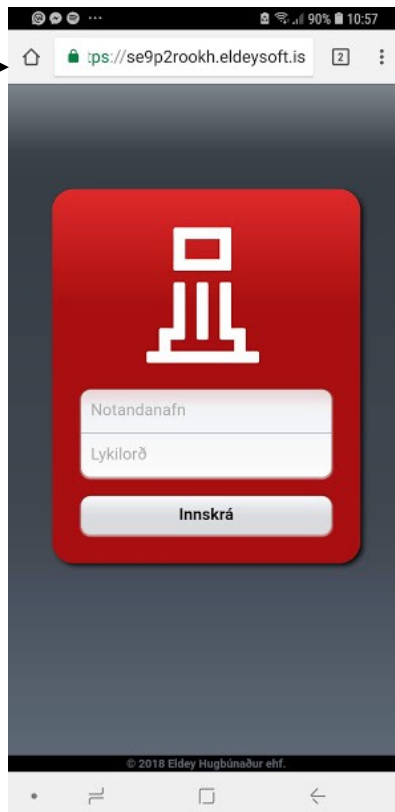 90% 10:57
tps://se9p2rookh.eldeysoft.is 2
Notandanafn
Lykilorð
Innskrá
© 2018 Eldey Hugbúnaður ehf.